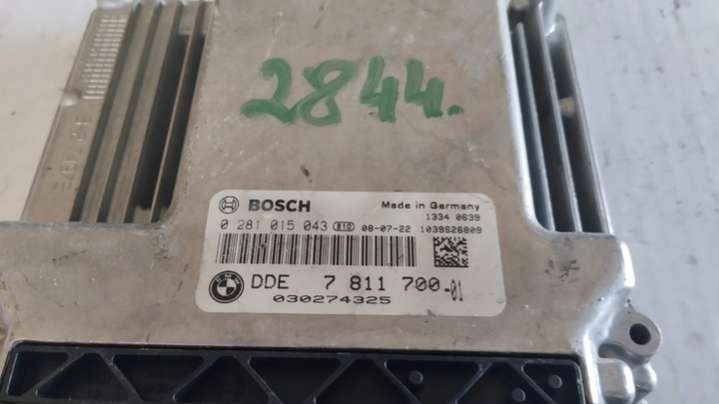 2844.
BOSCH Made in Germany
1334 0639
0 281 015 043 B10 08-07-22 1039S26809
DDE 7 811 700-01
030274325